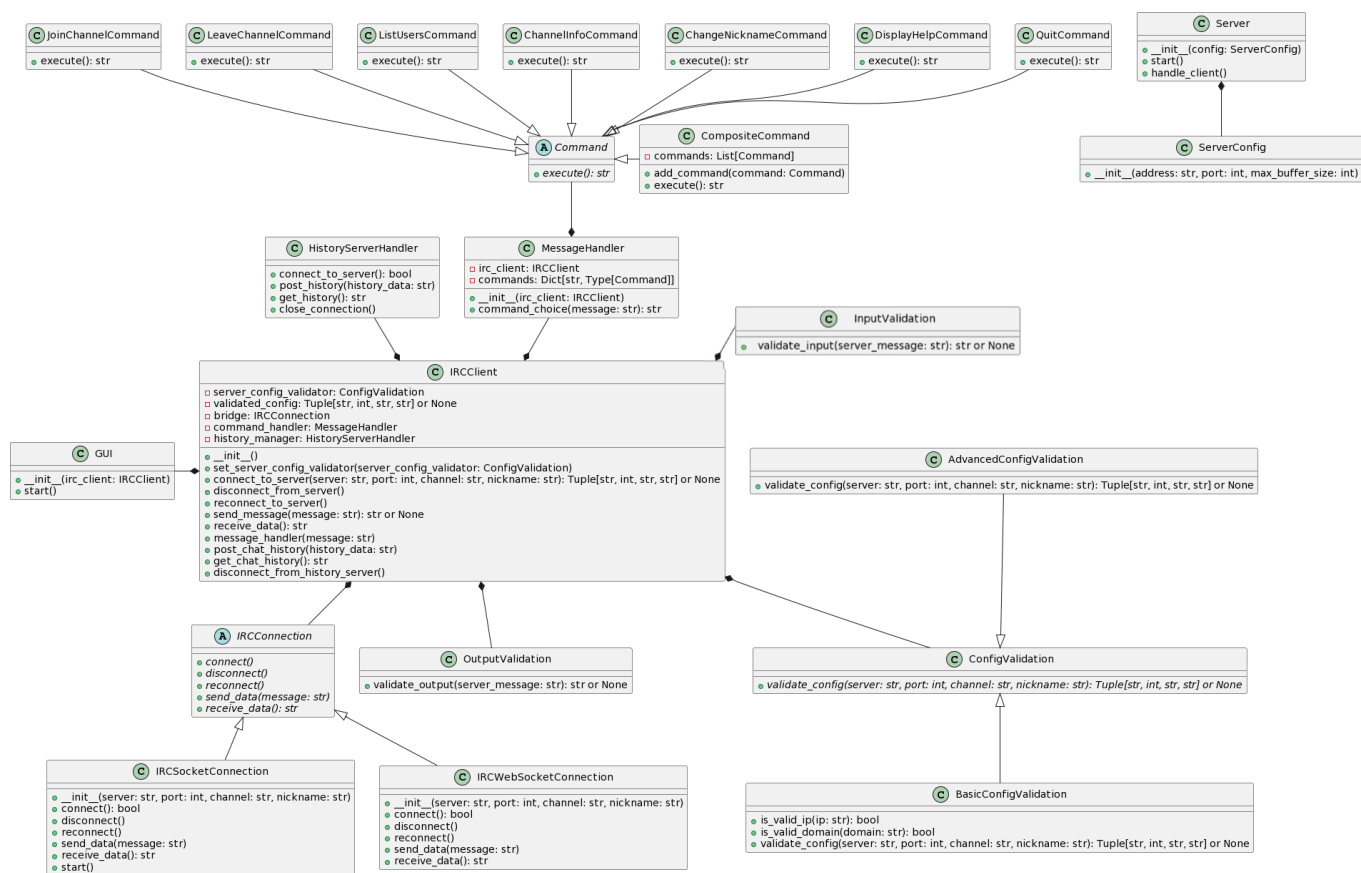 C JoinChannelCommand
execute(): str
C LeaveChannelCommand
execute(): str
C ListUsersCommand
execute(): str
C ChannelInfoCommand
execute(): str
C ChangeNicknameCommand
execute(): str
C DisplayHelpCommand
execute(): str
C QuitCommand
execute(): str
C Server
__init__(config: ServerConfig)
start()
handle_client()
A Command
execute(): str
C CompositeCommand
commands: List[Command]
add_command(command: Command)
execute(): str
C ServerConfig
__init__(address: str, port: int, max_buffer_size: int)
C HistoryServerHandler
connect_to_server(): bool
post_history(history_data: str)
get_history(): str
close_connection()
C MessageHandler
irc_client: IRCClient
commands: Dict[str, Type[Command]]
__init__(irc_client: IRCClient)
command_choice(message: str): str
C InputValidation
validate_input(server_message: str): str or None
C IRCClient
server_config_validator: ConfigValidation
validated_config: Tuple[str, int, str, str] or None
bridge: IRCConnection
command_handler: MessageHandler
history_manager: HistoryServerHandler
__init__()
set_server_config_validator(server_config_validator: ConfigValidation)
connect_to_server(server: str, port: int, channel: str, nickname: str): Tuple[str, int, str, str] or None
disconnect_from_server()
reconnect_to_server()
send_message(message: str): str or None
receive_data(): str
message_handler(message: str)
post_chat_history(history_data: str)
get_chat_history(): str
disconnect_from_history_server()
C GUI
__init__(irc_client: IRCClient)
start()
C AdvancedConfigValidation
validate_config(server: str, port: int, channel: str, nickname: str): Tuple[str, int, str, str] or None
A IRCConnection
connect()
disconnect()
reconnect()
send_data(message: str)
receive_data(): str
C OutputValidation
validate_output(server_message: str): str or None
C ConfigValidation
validate_config(server: str, port: int, channel: str, nickname: str): Tuple[str, int, str, str] or None
C IRCSocketConnection
__init__(server: str, port: int, channel: str, nickname: str)
connect(): bool
disconnect()
reconnect()
send_data(message: str)
receive_data(): str
start()
C IRCWebSocketConnection
__init__(server: str, port: int, channel: str, nickname: str)
connect(): bool
disconnect()
reconnect()
send_data(message: str)
receive_data(): str
C BasicConfigValidation
is_valid_ip(ip: str): bool
is_valid_domain(domain: str): bool
validate_config(server: str, port: int, channel: str, nickname: str): Tuple[str, int, str, str] or None